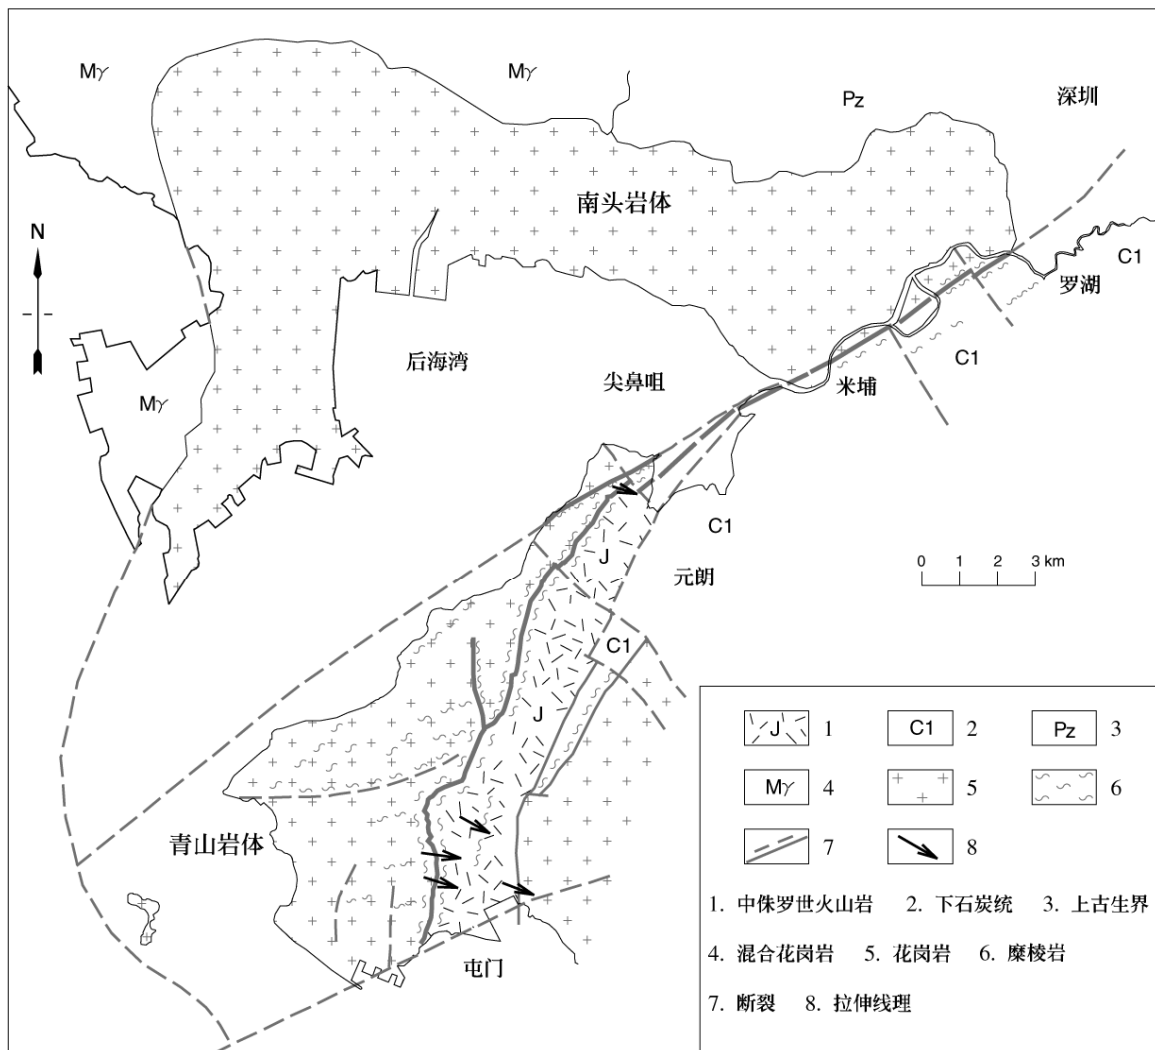 Mγ
Mγ
Pz
深圳
南头岩体
N
C1
罗湖
后海湾
尖鼻咀
C1
米埔
Mγ
C1
J
元朗
0 1 2 3 km
C1
J
青山岩体
屯门
J 1 C1 2 Pz 3
Mγ 4 5 6
7 8
1. 中侏罗世火山岩 2. 下石炭统 3. 上古生界
4. 混合花岗岩 5. 花岗岩 6. 糜棱岩
7. 断裂 8. 拉伸线理